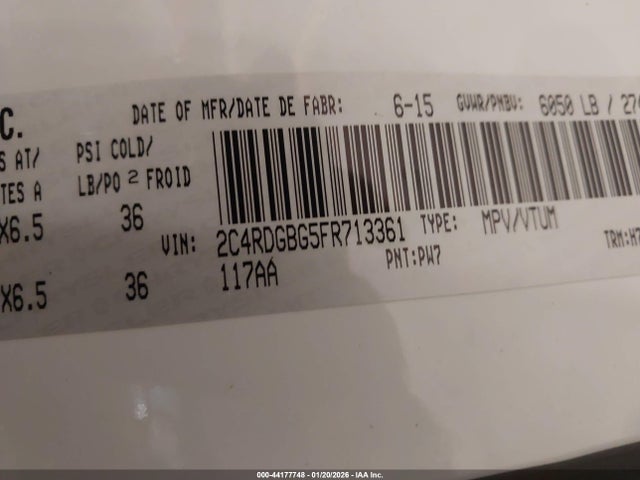 C.
DATE OF MFR/DATE DE FABR: 6-15 GVWR/PNBV: 6050 LB / 274
S AT/ PSI COLD/
TES A LB/PO 2 FROID
X6.5 36
VIN: 2C4RDGBG5FR713361 TYPE: MPV/VTUM
117AA PNT:PW7 TRM:H7
X6.5 36
000-44177748 - 01/20/2026 - IAA Inc.